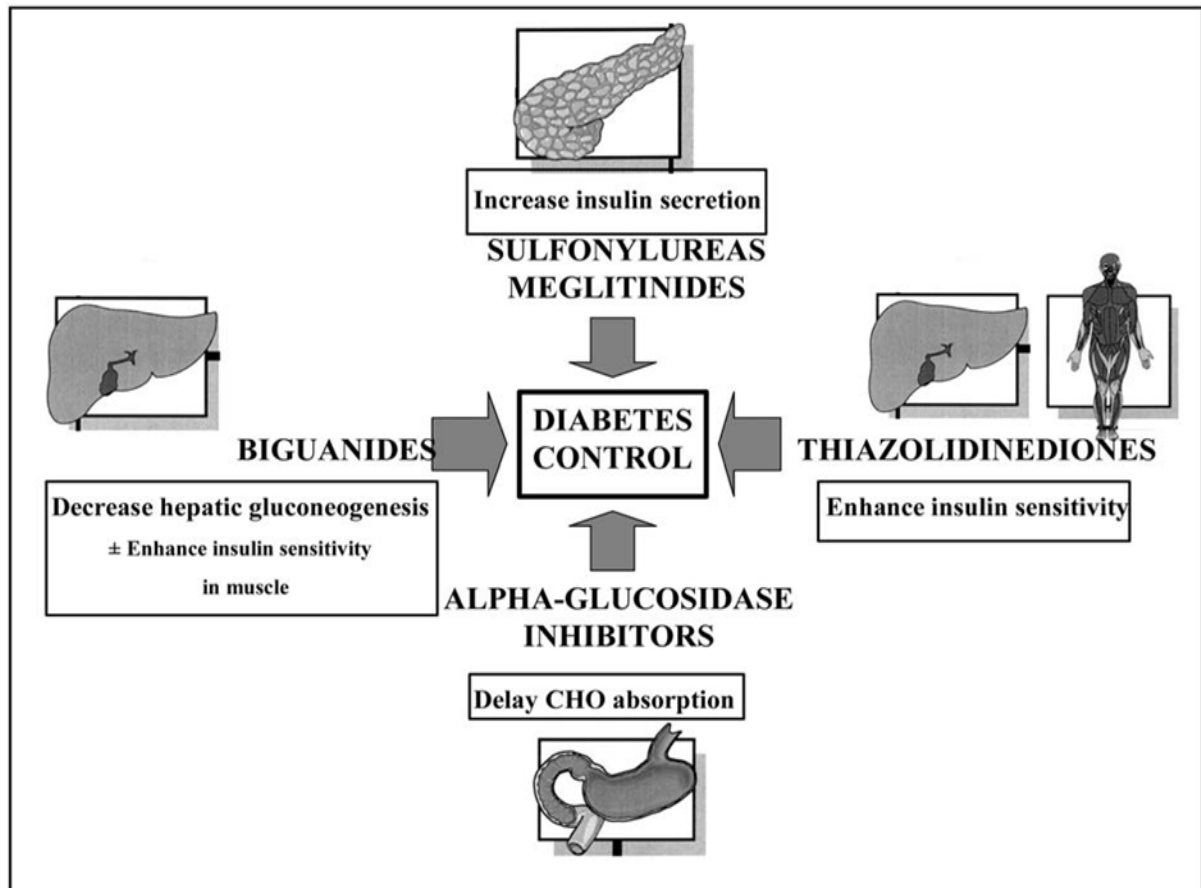 Increase insulin secretion
SULFONYLUREAS
MEGLITINIDES
BIGUANIDES
Decrease hepatic gluconeogenesis
± Enhance insulin sensitivity
in muscle
DIABETES
CONTROL
THIAZOLIDINEDIONES
Enhance insulin sensitivity
ALPHA-GLUCOSIDASE
INHIBITORS
Delay CHO absorption